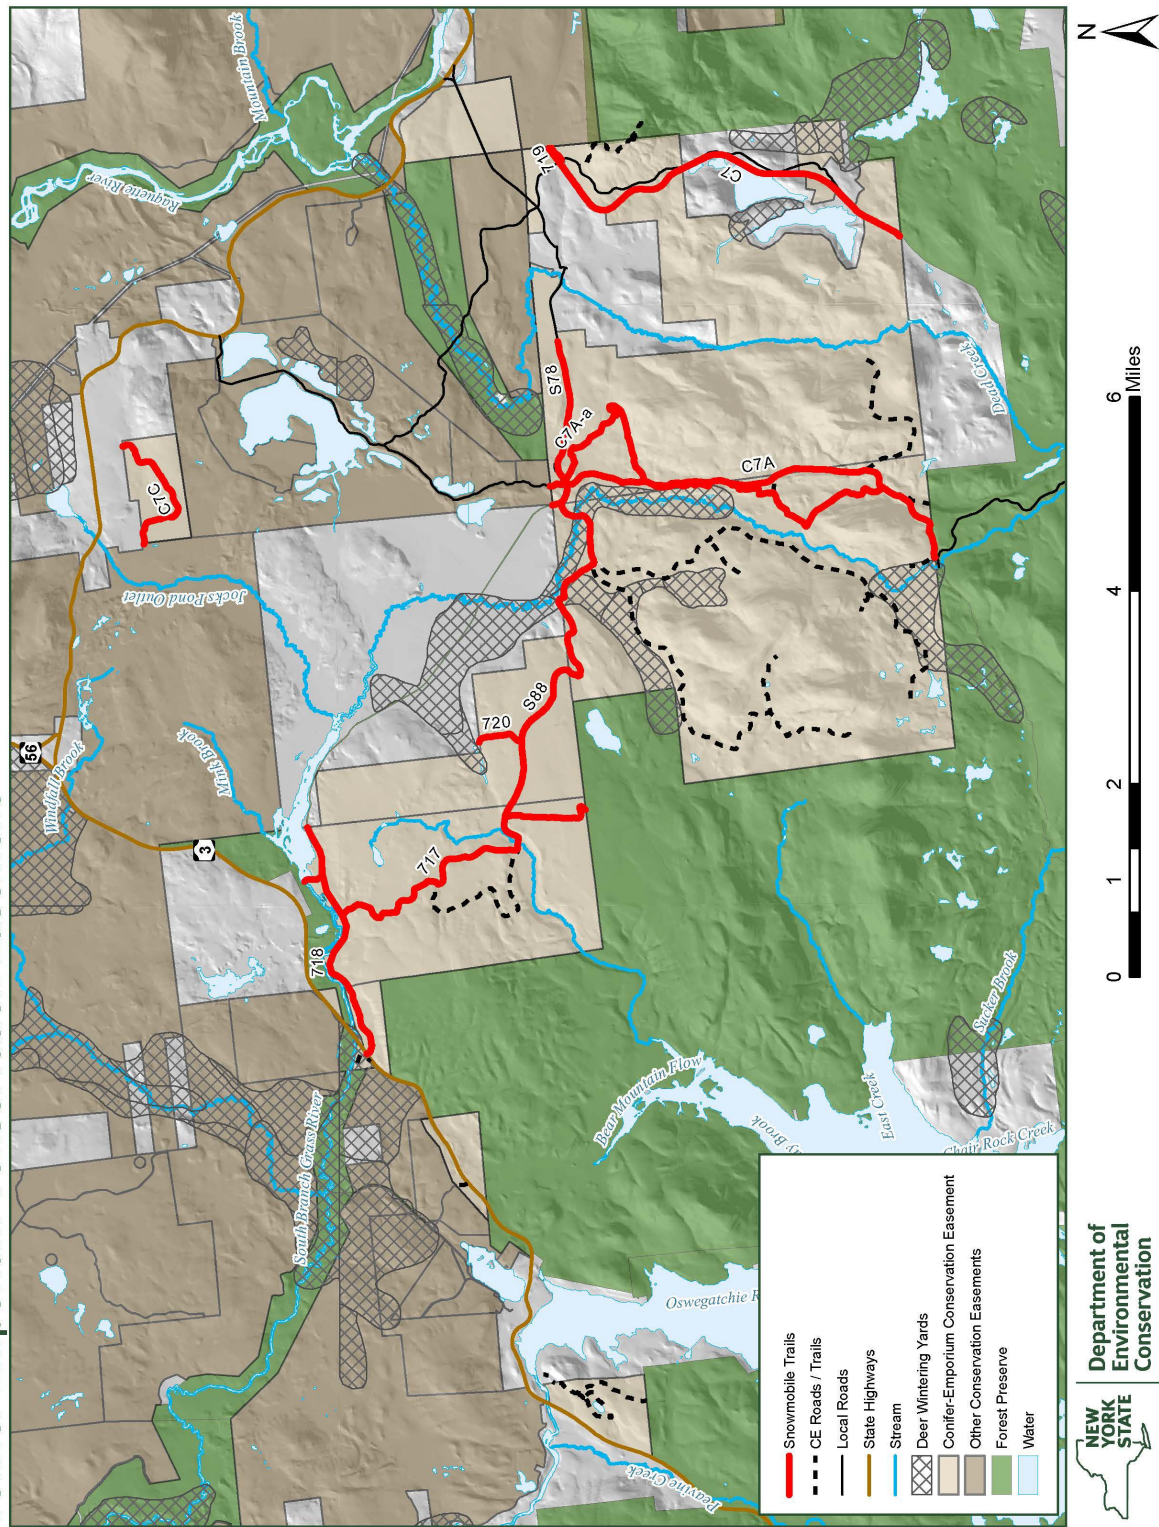 Mountain Brook
Raquette River
719
C7
S78
C7A-a
C7A
C7C
Dead Creek
Jocks Pond Outlet
S88
720
56
Windfall Brook
Mink Brook
3
717
718
Bear Mountain Flow
y Brook
East Creek
Sucker Brook
Chair Rock Creek
South Branch Grass River
Oswegatchie R
Peavine Creek
Snowmobile Trails
CE Roads / Trails
Local Roads
State Highways
Stream
Deer Wintering Yards
Conifer-Emporium Conservation Easement
Other Conservation Easements
Forest Preserve
Water
N
0
1
2
4
6
Miles
NEW
YORK
STATE
Department of
Environmental
Conservation